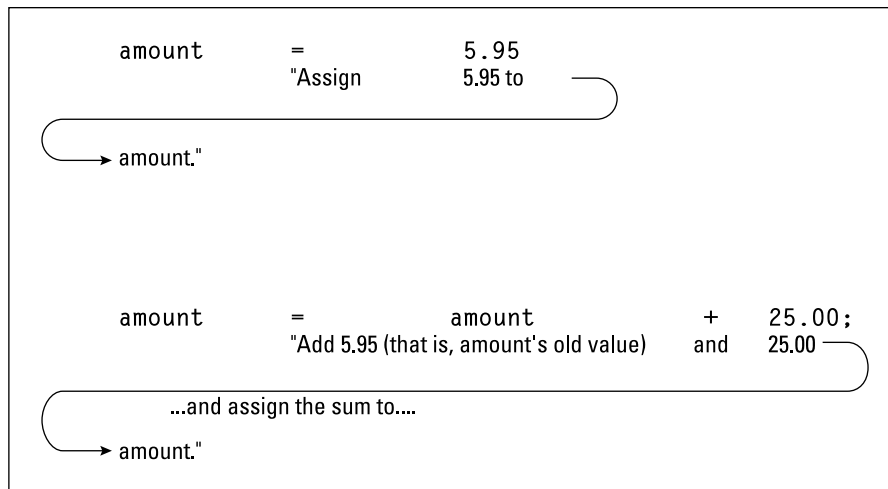 amount = 5.95
"Assign 5.95 to
amount."
amount = amount + 25.00;
"Add 5.95 (that is, amount's old value) and 25.00
...and assign the sum to....
amount."